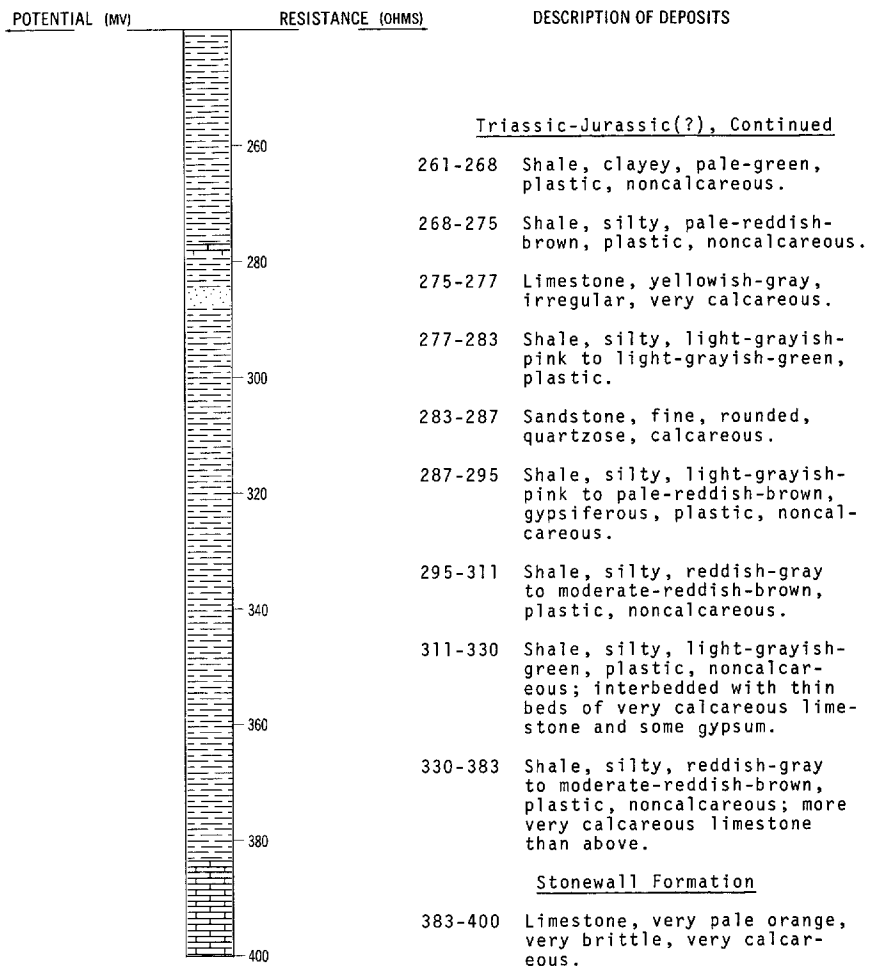 POTENTIAL (MV) RESISTANCE (OHMS) DESCRIPTION OF DEPOSITS
Triassic-Jurassic(?), Continued
260
261-268 Shale, clayey, pale-green,
plastic, noncalcareous.
268-275 Shale, silty, pale-reddish-
brown, plastic, noncalcareous.
280
275-277 Limestone, yellowish-gray,
irregular, very calcareous.
277-283 Shale, silty, light-grayish-
pink to light-grayish-green,
plastic.
300
283-287 Sandstone, fine, rounded,
quartzose, calcareous.
287-295 Shale, silty, light-grayish-
pink to pale-reddish-brown,
gypsiferous, plastic, noncal-
careous.
320
295-311 Shale, silty, reddish-gray
to moderate-reddish-brown,
plastic, noncalcareous.
340
311-330 Shale, silty, light-grayish-
green, plastic, noncalcar-
eous; interbedded with thin
beds of very calcareous lime-
stone and some gypsum.
360
330-383 Shale, silty, reddish-gray
to moderate-reddish-brown,
plastic, noncalcareous; more
very calcareous limestone
than above.
380
Stonewall Formation
383-400 Limestone, very pale orange,
very brittle, very calcar-
eous.
400